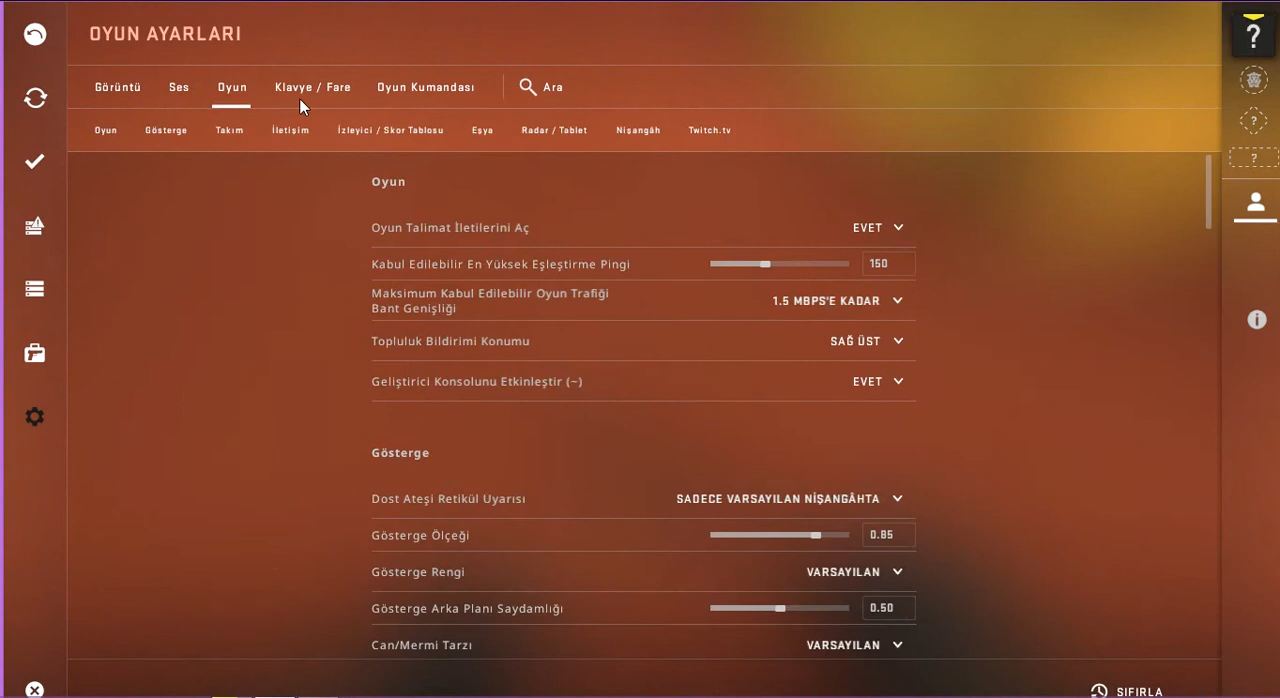 OYUN AYARLARI
Görüntü Ses Oyun Klavye / Fare Oyun Kumandası Ara
Oyun Gösterge Takım İletişim İzleyici / Skor Tablosu Eşya Radar / Tablet Nişangâh Twitch.tv
Oyun
Oyun Talimat İletilerini Aç EVET
Kabul Edilebilir En Yüksek Eşleştirme Pingi 150
Maksimum Kabul Edilebilir Oyun Trafiği
Bant Genişliği 1.5 MBPS'E KADAR
Topluluk Bildirimi Konumu SAĞ ÜST
Geliştirici Konsolunu Etkinleştir (~) EVET
Gösterge
Dost Ateşi Retikül Uyarısı SADECE VARSAYILAN NİŞANGÂHTA
Gösterge Ölçeği 0.85
Gösterge Rengi VARSAYILAN
Gösterge Arka Planı Saydamlığı 0.50
Can/Mermi Tarzı VARSAYILAN
SIFIRLA
?
?
?